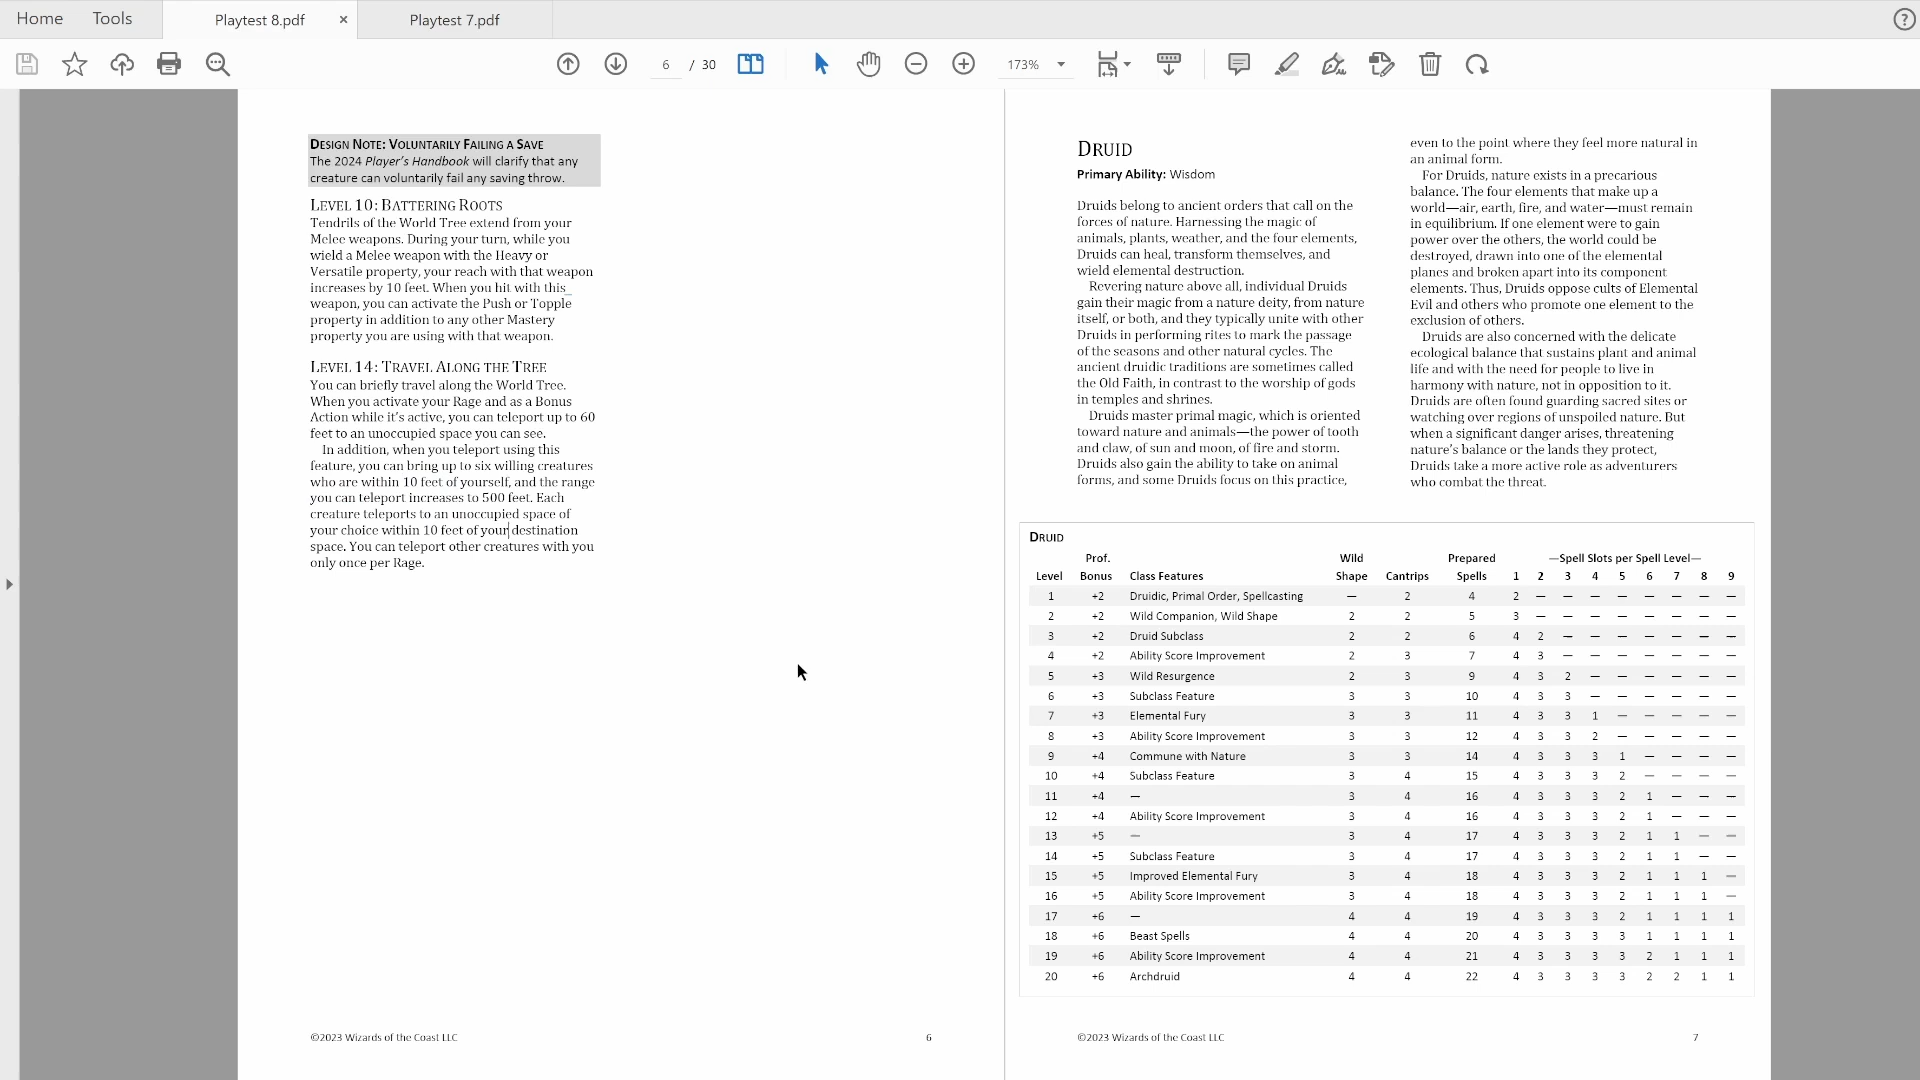 Home Tools Playtest 8.pdf × Playtest 7.pdf
6 / 30 173%
DESIGN NOTE: VOLUNTARILY FAILING A SAVE
The 2024 Player's Handbook will clarify that any
creature can voluntarily fail any saving throw.
LEVEL 10: BATTERING ROOTS
Tendrils of the World Tree extend from your
Melee weapons. During your turn, while you
wield a Melee weapon with the Heavy or
Versatile property, your reach with that weapon
increases by 10 feet. When you hit with this
weapon, you can activate the Push or Topple
property in addition to any other Mastery
property you are using with that weapon.
LEVEL 14: TRAVEL ALONG THE TREE
You can briefly travel along the World Tree.
When you activate your Rage and as a Bonus
Action while it's active, you can teleport up to 60
feet to an unoccupied space you can see.
In addition, when you teleport using this
feature, you can bring up to six willing creatures
who are within 10 feet of yourself, and the range
you can teleport increases to 500 feet. Each
creature teleports to an unoccupied space of
your choice within 10 feet of your destination
space. You can teleport other creatures with you
only once per Rage.
©2023 Wizards of the Coast LLC 6
DRUID
Primary Ability: Wisdom
Druids belong to ancient orders that call on the
forces of nature. Harnessing the magic of
animals, plants, weather, and the four elements,
Druids can heal, transform themselves, and
wield elemental destruction.
Revering nature above all, individual Druids
gain their magic from a nature deity, from nature
itself, or both, and they typically unite with other
Druids in performing rites to mark the passage
of the seasons and other natural cycles. The
ancient druidic traditions are sometimes called
the Old Faith, in contrast to the worship of gods
in temples and shrines.
Druids master primal magic, which is oriented
toward nature and animals—the power of tooth
and claw, of sun and moon, of fire and storm.
Druids also gain the ability to take on animal
forms, and some Druids focus on this practice,
even to the point where they feel more natural in
an animal form.
For Druids, nature exists in a precarious
balance. The four elements that make up a
world—air, earth, fire, and water—must remain
in equilibrium. If one element were to gain
power over the others, the world could be
destroyed, drawn into one of the elemental
planes and broken apart into its component
elements. Thus, Druids oppose cults of Elemental
Evil and others who promote one element to the
exclusion of others.
Druids are also concerned with the delicate
ecological balance that sustains plant and animal
life and with the need for people to live in
harmony with nature, not in opposition to it.
Druids are often found guarding sacred sites or
watching over regions of unspoiled nature. But
when a significant danger arises, threatening
nature's balance or the lands they protect,
Druids take a more active role as adventurers
who combat the threat.
DRUID
Prof. Wild Prepared —Spell Slots per Spell Level—
Level Bonus Class Features Shape Cantrips Spells 1 2 3 4 5 6 7 8 9
1 +2 Druidic, Primal Order, Spellcasting — 2 4 2 — — — — — — — —
2 +2 Wild Companion, Wild Shape 2 2 5 3 — — — — — — — —
3 +2 Druid Subclass 2 2 6 4 2 — — — — — — —
4 +2 Ability Score Improvement 2 3 7 4 3 — — — — — — —
5 +3 Wild Resurgence 2 3 9 4 3 2 — — — — — —
6 +3 Subclass Feature 3 3 10 4 3 3 — — — — — —
7 +3 Elemental Fury 3 3 11 4 3 3 1 — — — — —
8 +3 Ability Score Improvement 3 3 12 4 3 3 2 — — — — —
9 +4 Commune with Nature 3 3 14 4 3 3 3 1 — — — —
10 +4 Subclass Feature 3 4 15 4 3 3 3 2 — — — —
11 +4 — 3 4 16 4 3 3 3 2 1 — — —
12 +4 Ability Score Improvement 3 4 16 4 3 3 3 2 1 — — —
13 +5 — 3 4 17 4 3 3 3 2 1 1 — —
14 +5 Subclass Feature 3 4 17 4 3 3 3 2 1 1 — —
15 +5 Improved Elemental Fury 3 4 18 4 3 3 3 2 1 1 1 —
16 +5 Ability Score Improvement 3 4 18 4 3 3 3 2 1 1 1 —
17 +6 — 4 4 19 4 3 3 3 2 1 1 1 1
18 +6 Beast Spells 4 4 20 4 3 3 3 3 1 1 1 1
19 +6 Ability Score Improvement 4 4 21 4 3 3 3 3 2 1 1 1
20 +6 Archdruid 4 4 22 4 3 3 3 3 2 2 1 1
©2023 Wizards of the Coast LLC 7